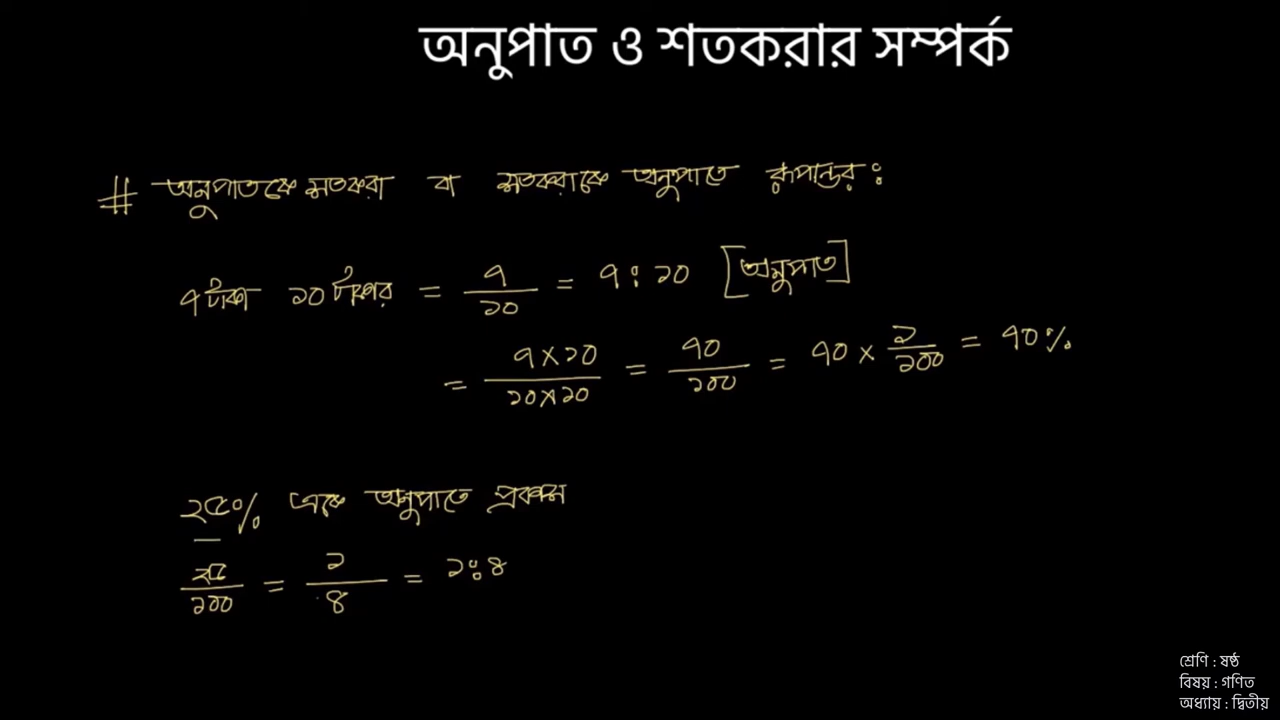 অনুপাত ও শতকরার সম্পর্ক
# অনুপাতকে শতকরা বা শতকরাকে অনুপাতে রূপান্তর :
৭ টাকা ১০ টাকার = ৭/১০ = ৭ : ১০ [অনুপাত]
= ৭×১০/১০×১০ = ৭০/১০০ = ৭০ × ১/১০০ = ৭০%
২৫% একে অনুপাতে প্রকাশ
২৫/১০০ = ১/৪ = ১:৪
শ্রেণি : ষষ্ঠ
বিষয় : গণিত
অধ্যায় : দ্বিতীয়